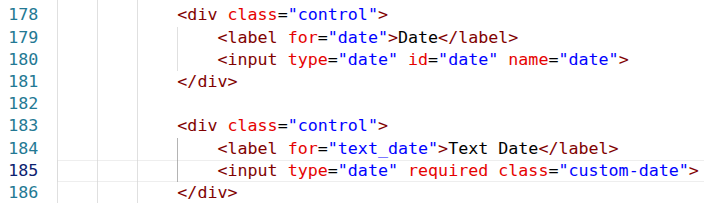 178 <div class="control">
179 <label for="date">Date</label>
180 <input type="date" id="date" name="date">
181 </div>
182
183 <div class="control">
184 <label for="text_date">Text Date</label>
185 <input type="date" required class="custom-date">
186 </div>